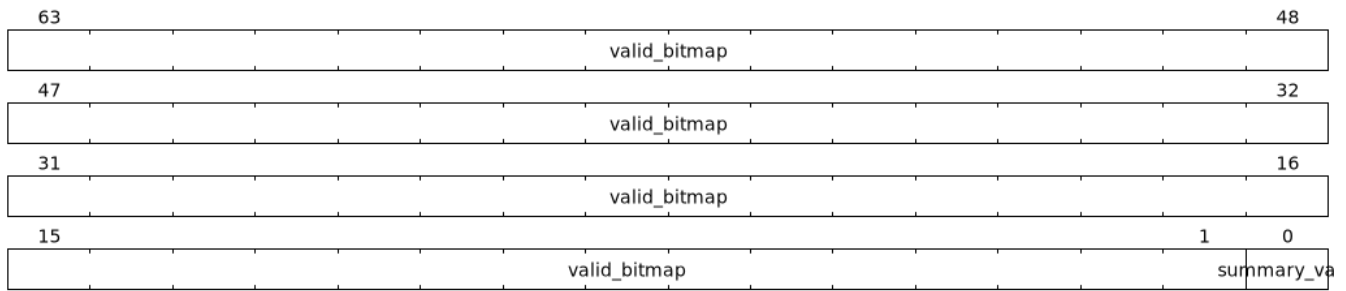 63 48
valid_bitmap
47 32
valid_bitmap
31 16
valid_bitmap
15 1 0
valid_bitmap summary_va